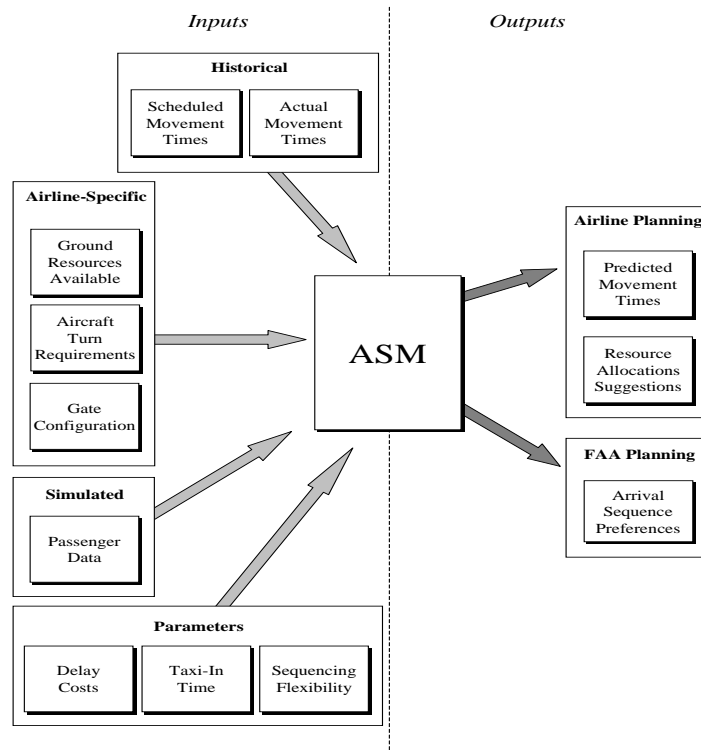 Inputs
Outputs
Historical
Scheduled
Movement
Times
Actual
Movement
Times
Airline-Specific
Ground
Resources
Available
Aircraft
Turn
Requirements
Gate
Configuration
Simulated
Passenger
Data
Parameters
Delay
Costs
Taxi-In
Time
Sequencing
Flexibility
ASM
Airline Planning
Predicted
Movement
Times
Resource
Allocations
Suggestions
FAA Planning
Arrival
Sequence
Preferences